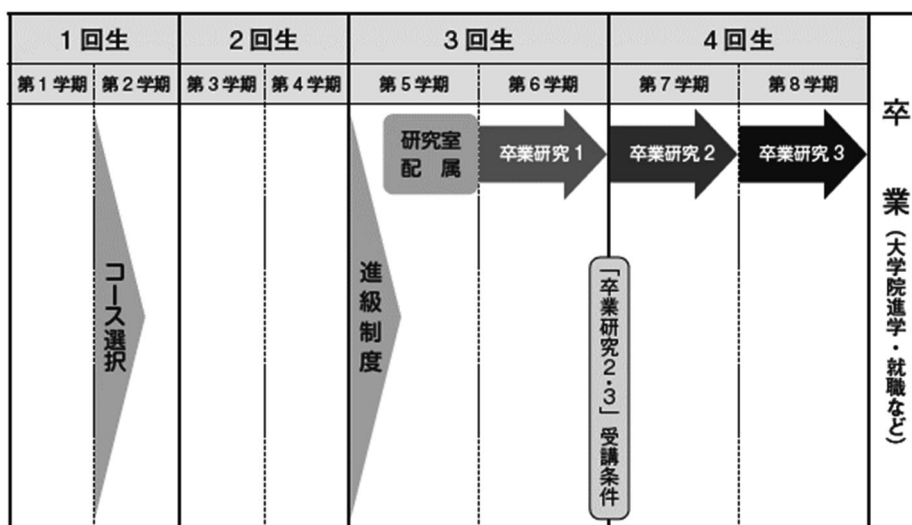 1回生
2回生
3回生
4回生
第1学期
第2学期
第3学期
第4学期
第5学期
第6学期
第7学期
第8学期
コース選択
進級制度
研究室
配属
卒業研究1
卒業研究2
卒業研究3
「卒業研究2・3」受講条件
卒業(大学院進学・就職など)